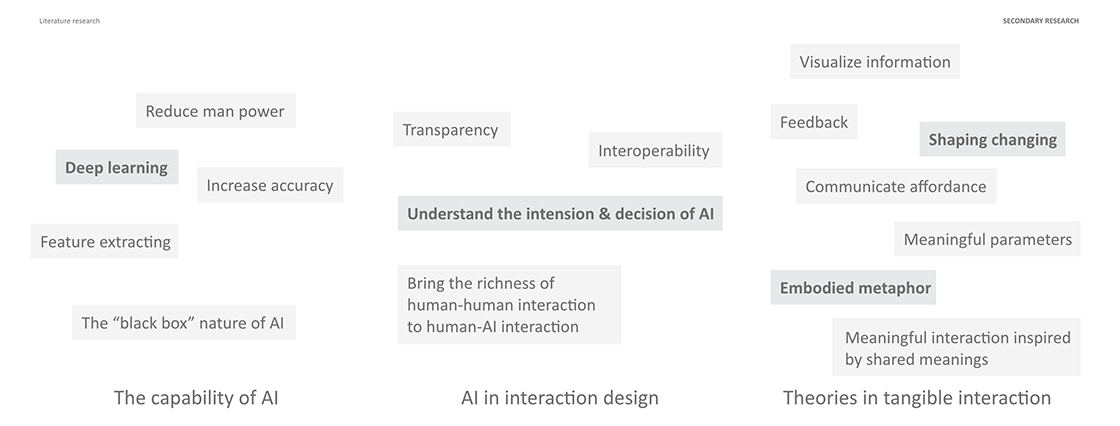 Literature research
SECONDARY RESEARCH
Reduce man power
Deep learning
Increase accuracy
Feature extracting
The “black box” nature of AI
The capability of AI
Transparency
Interoperability
Understand the intension & decision of AI
Bring the richness of
human-human interaction
to human-AI interaction
AI in interaction design
Visualize information
Feedback
Shaping changing
Communicate affordance
Meaningful parameters
Embodied metaphor
Meaningful interaction inspired
by shared meanings
Theories in tangible interaction